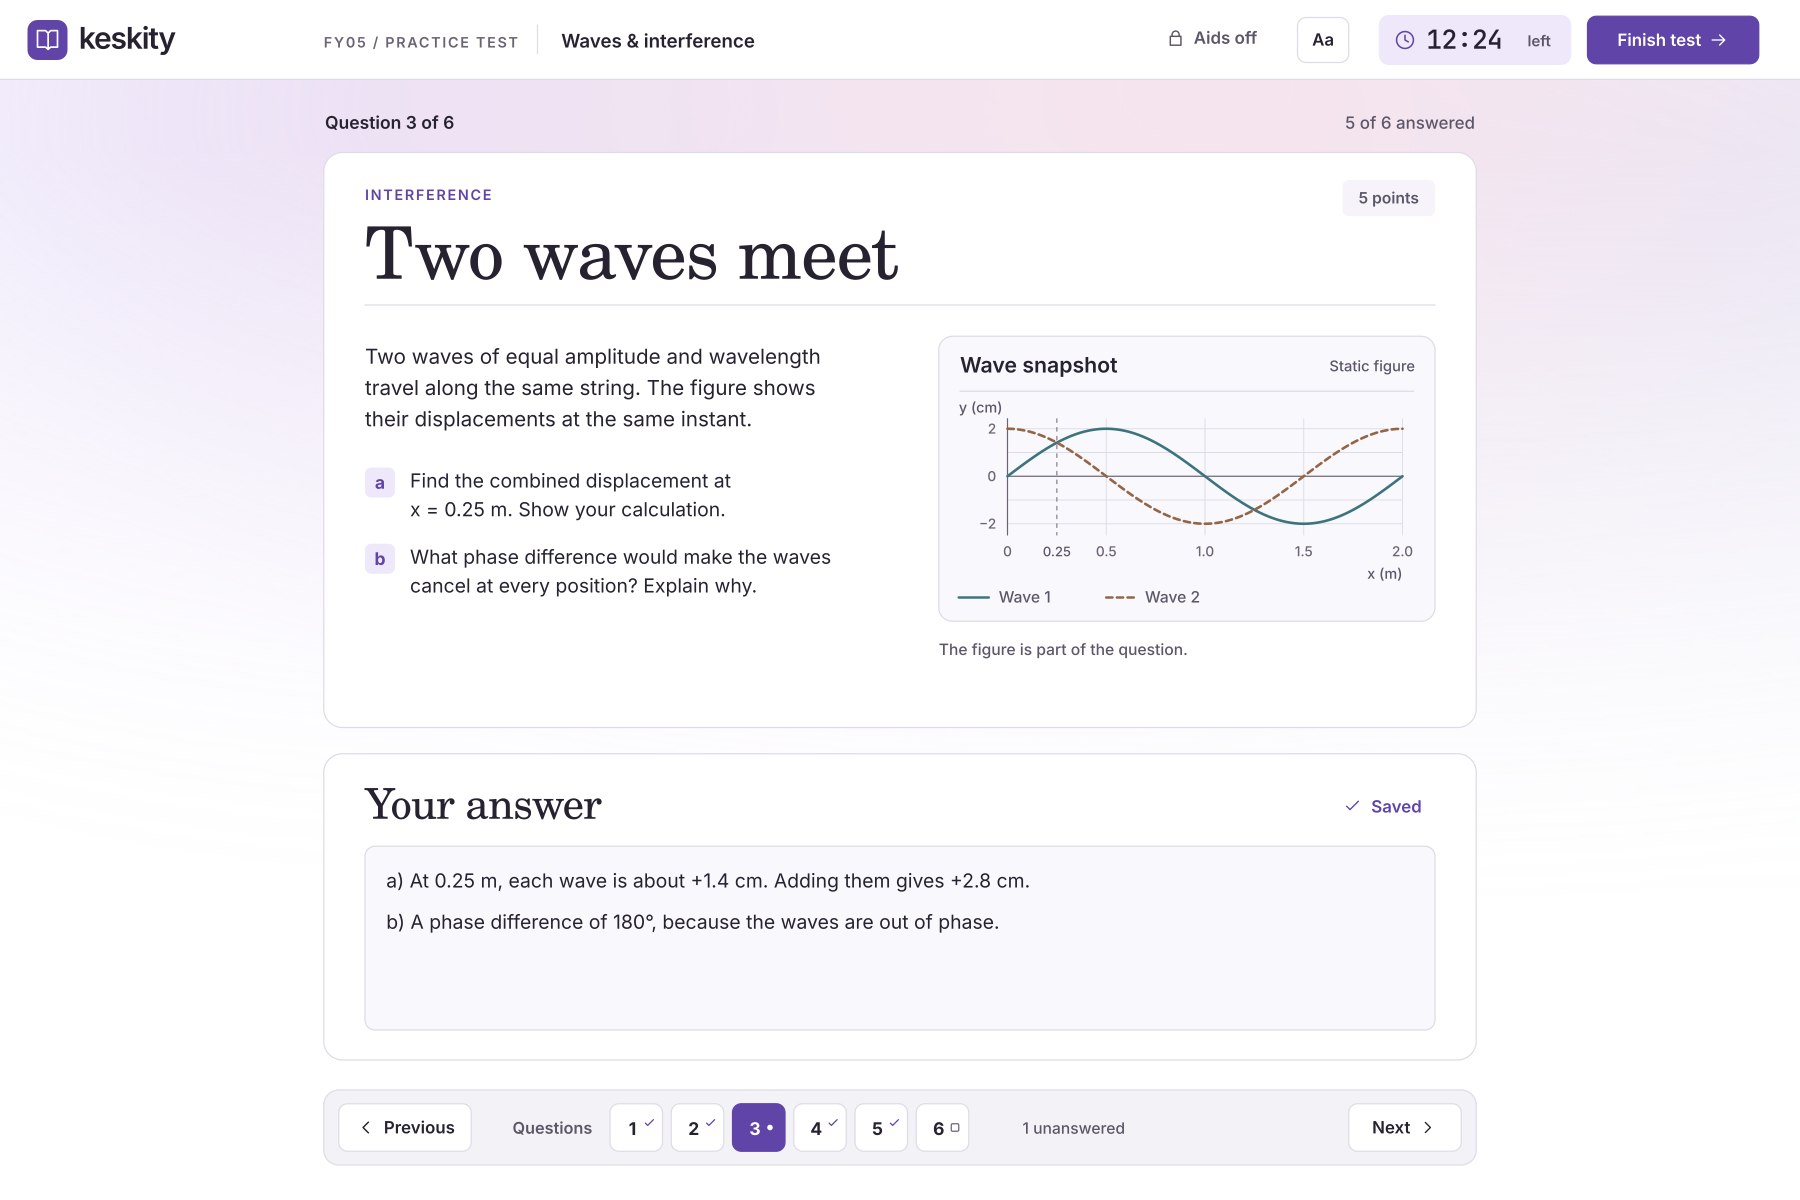 keskity
FY05 / PRACTICE TEST
Waves & interference
Aids off
Aa
12:24 left
Finish test
Question 3 of 6
5 of 6 answered
INTERFERENCE
5 points
Two waves meet
Two waves of equal amplitude and wavelength
travel along the same string. The figure shows
their displacements at the same instant.
a Find the combined displacement at
x = 0.25 m. Show your calculation.
b What phase difference would make the waves
cancel at every position? Explain why.
Wave snapshot
Static figure
y (cm)
2
0
−2
0 0.25 0.5 1.0 1.5 2.0
x (m)
Wave 1 Wave 2
The figure is part of the question.
Your answer
Saved
a) At 0.25 m, each wave is about +1.4 cm. Adding them gives +2.8 cm.
b) A phase difference of 180°, because the waves are out of phase.
Previous
Questions
1 2 3 4 5 6
1 unanswered
Next